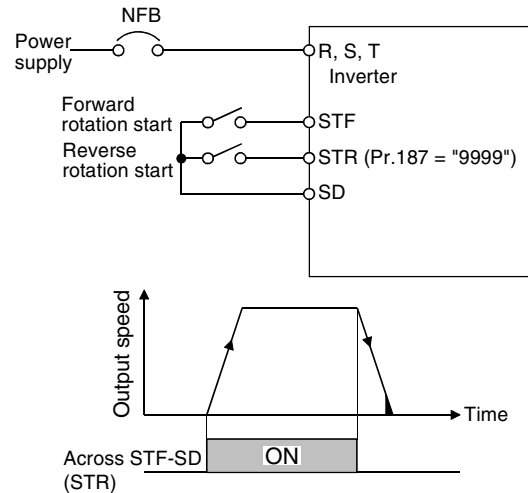 NFB
Power
supply
R, S, T
Inverter
Forward
rotation start
STF
Reverse
rotation start
STR (Pr.187 = "9999")
SD
Output speed
Time
Across STF-SD
(STR)
ON